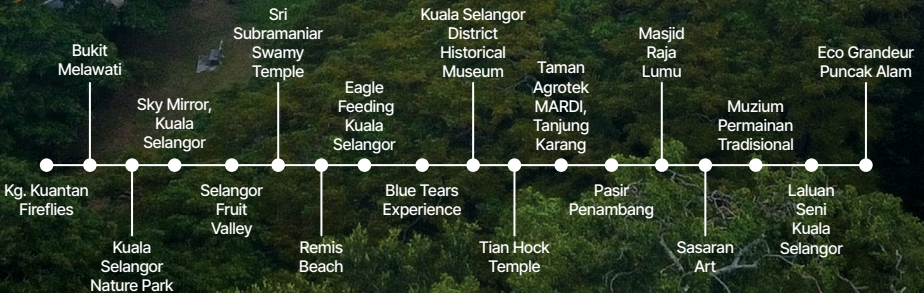 Kg. Kuantan
Fireflies
Bukit
Melawati
Kuala
Selangor
Nature Park
Sky Mirror,
Kuala
Selangor
Selangor
Fruit
Valley
Sri
Subramaniar
Swamy
Temple
Remis
Beach
Eagle
Feeding
Kuala
Selangor
Blue Tears
Experience
Kuala Selangor
District
Historical
Museum
Tian Hock
Temple
Taman
Agrotek
MARDI,
Tanjung
Karang
Pasir
Penambang
Masjid
Raja
Lumu
Sasaran
Art
Muzium
Permainan
Tradisional
Laluan
Seni
Kuala
Selangor
Eco Grandeur
Puncak Alam